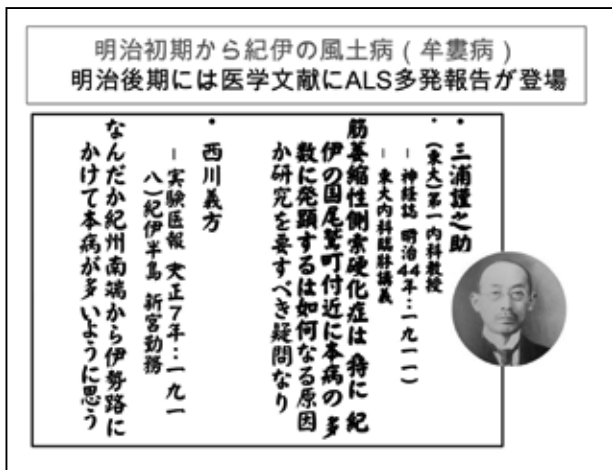 明治初期から紀伊の風土病(牟婁病)
明治後期には医学文献にALS多発報告が登場
・三浦謹之助
・(東大)第一内科教授
－神経誌 明治44年:一九一一)
－東大内科臨牀講義
筋萎縮性側索硬化症は 特に 紀
伊の国尾鷲町付近に本病の 多
数に発顕するは如何なる原因
か研究を要すべき疑問なり
・西川義方
－実験医報 大正7年:一九一
八)紀伊半島 新宮勤務
なんだか紀州南端から伊勢路に
かけて本病が多いように思う